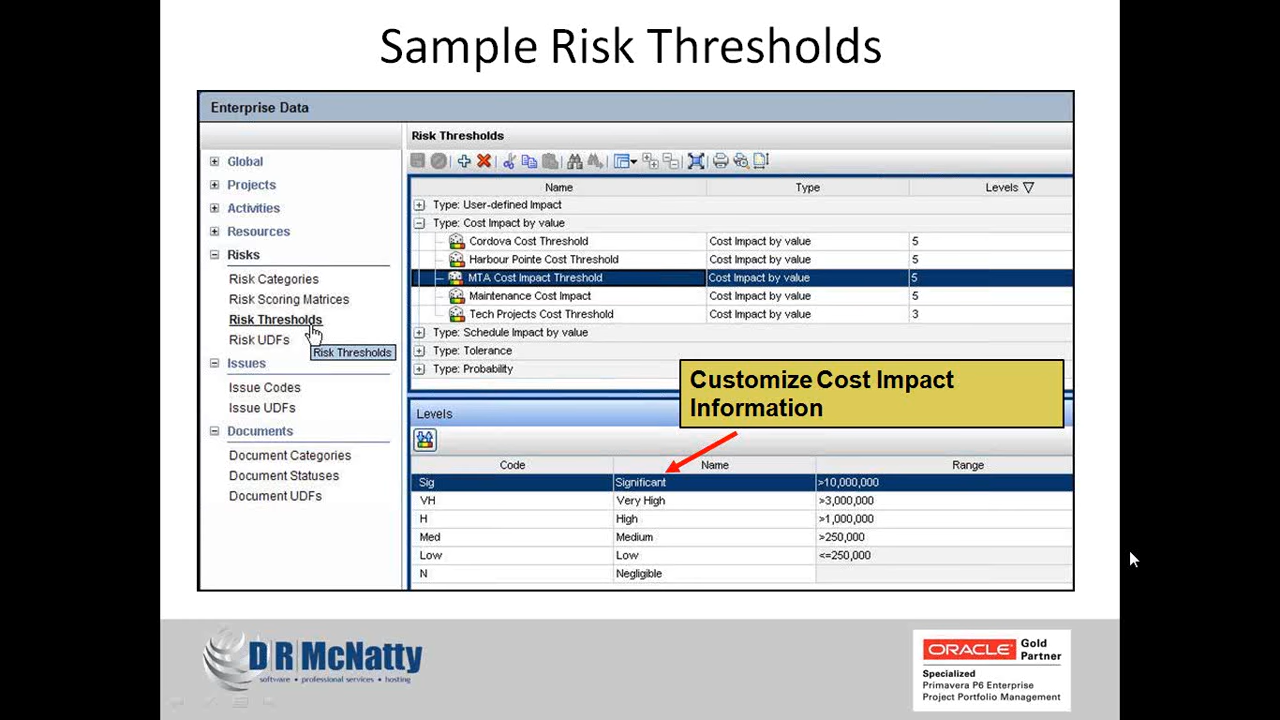 Sample Risk Thresholds
Enterprise Data
Global
Projects
Activities
Resources
Risks
Risk Categories
Risk Scoring Matrices
Risk Thresholds
Risk UDFs
Risk Thresholds
Issues
Issue Codes
Issue UDFs
Documents
Document Categories
Document Statuses
Document UDFs
Risk Thresholds
Name Type Levels
Type: User-defined Impact
Type: Cost Impact by value
Cordova Cost Threshold Cost Impact by value 5
Harbour Pointe Cost Threshold Cost Impact by value 5
MTA Cost Impact Threshold Cost Impact by value 5
Maintenance Cost Impact Cost Impact by value 5
Tech Projects Cost Threshold Cost Impact by value 3
Type: Schedule Impact by value
Type: Tolerance
Type: Probability
Customize Cost Impact
Information
Levels
Code Name Range
Sig Significant >10,000,000
VH Very High >3,000,000
H High >1,000,000
Med Medium >250,000
Low Low <=250,000
N Negligible
D R McNatty
software • professional services • hosting
ORACLE Gold
Partner
Specialized
Primavera P6 Enterprise
Project Portfolio Management